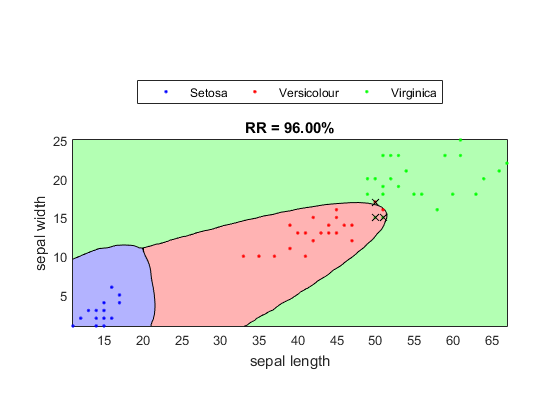 Setosa Versicolour Virginica
RR = 96.00%
25
20
15
10
5
sepal width
15 20 25 30 35 40 45 50 55 60 65
sepal length